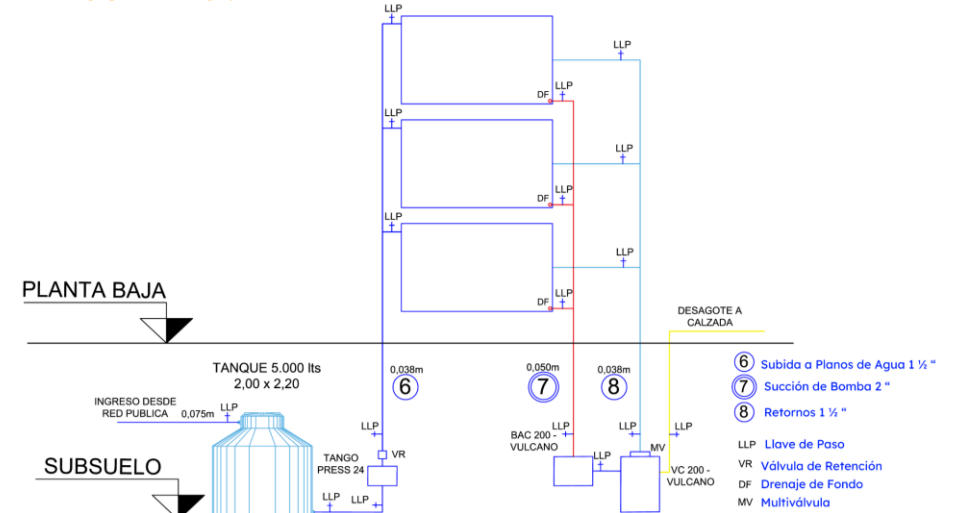 LLP
LLP
DF
LLP
LLP
LLP
DF
LLP
LLP
LLP
DF
LLP
PLANTA BAJA
DESAGOTE A
CALZADA
TANQUE 5.000 lts
2,00 x 2,20
0,038m
6
0,050m
7
0,038m
8
INGRESO DESDE
RED PUBLICA
0,075m
LLP
LLP
VR
TANGO
PRESS 24
LLP
LLP
BAC 200 -
VULCANO
LLP
LLP
LLP
MV
LLP
VC 200 -
VULCANO
SUBSUELO
6 Subida a Planos de Agua 1 ½ “
7 Succión de Bomba 2 “
8 Retornos 1 ½ “
LLP Llave de Paso
VR Válvula de Retención
DF Drenaje de Fondo
MV Multiválvula